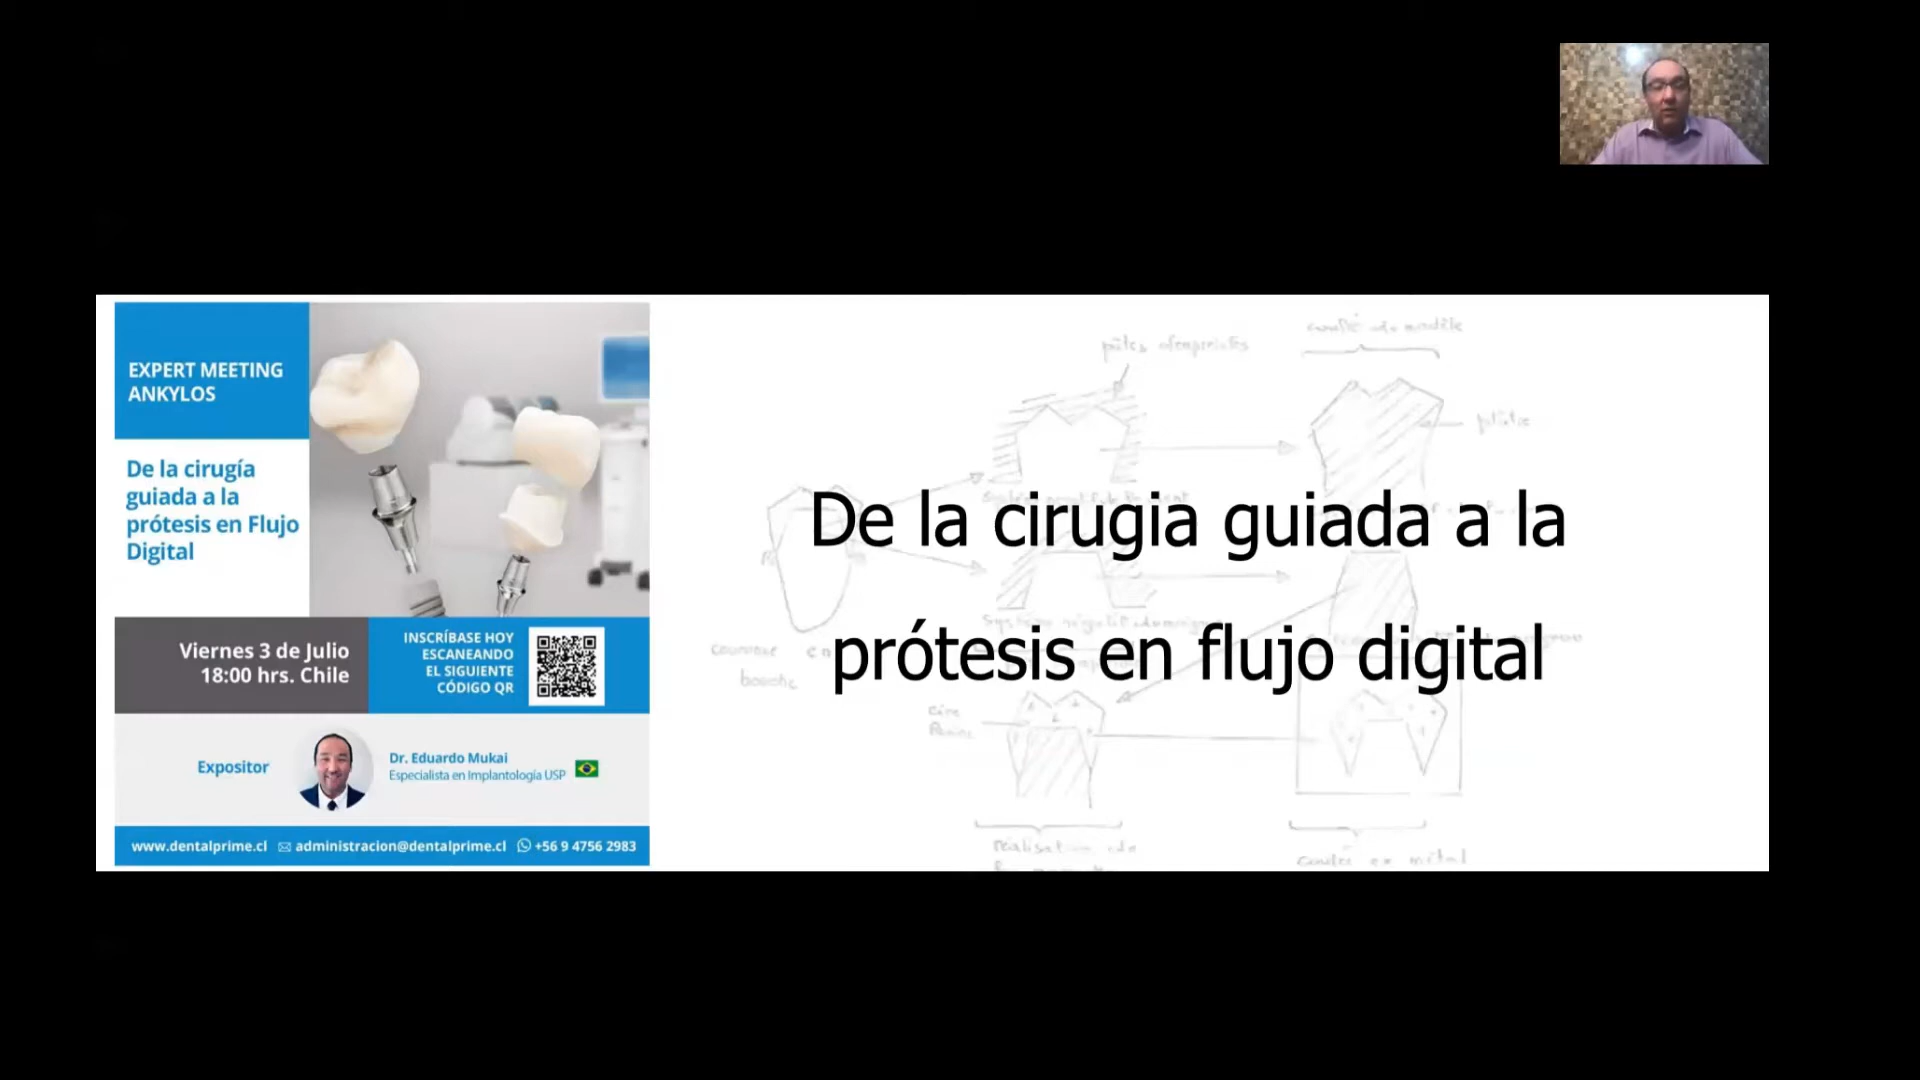 EXPERT MEETING
ANKYLOS
De la cirugía
guiada a la
prótesis en Flujo
Digital
Viernes 3 de Julio
18:00 hrs. Chile
INSCRÍBASE HOY
ESCANEANDO
EL SIGUIENTE
CÓDIGO QR
Expositor
Dr. Eduardo Mukai
Especialista en Implantología USP
www.dentalprime.cl administracion@dentalprime.cl +56 9 4756 2983
De la cirugia guiada a la
prótesis en flujo digital